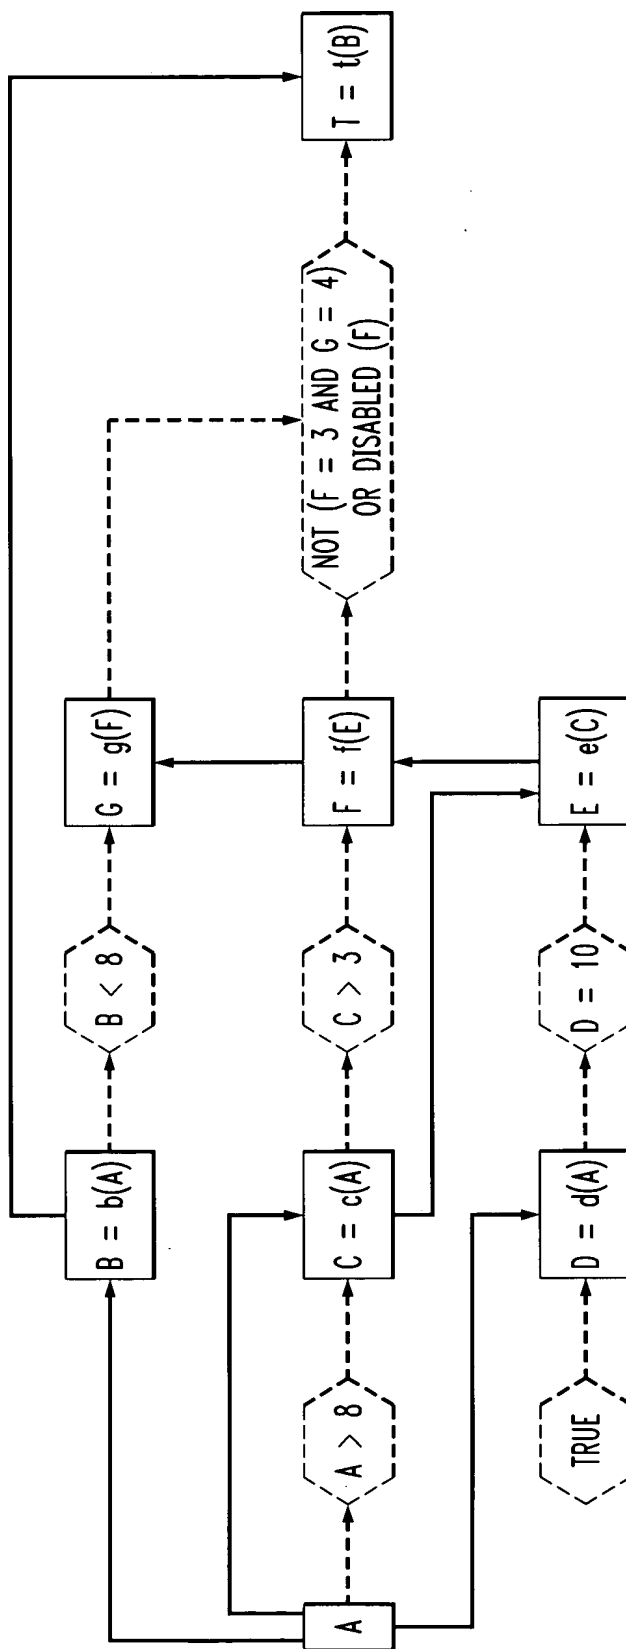 A
A > 8
TRUE
B = b(A)
C = c(A)
D = d(A)
B < 8
C > 3
D = 10
G = g(F)
F = f(E)
E = e(C)
NOT (F = 3 AND G = 4)
OR DISABLED (F)
T = t(B)